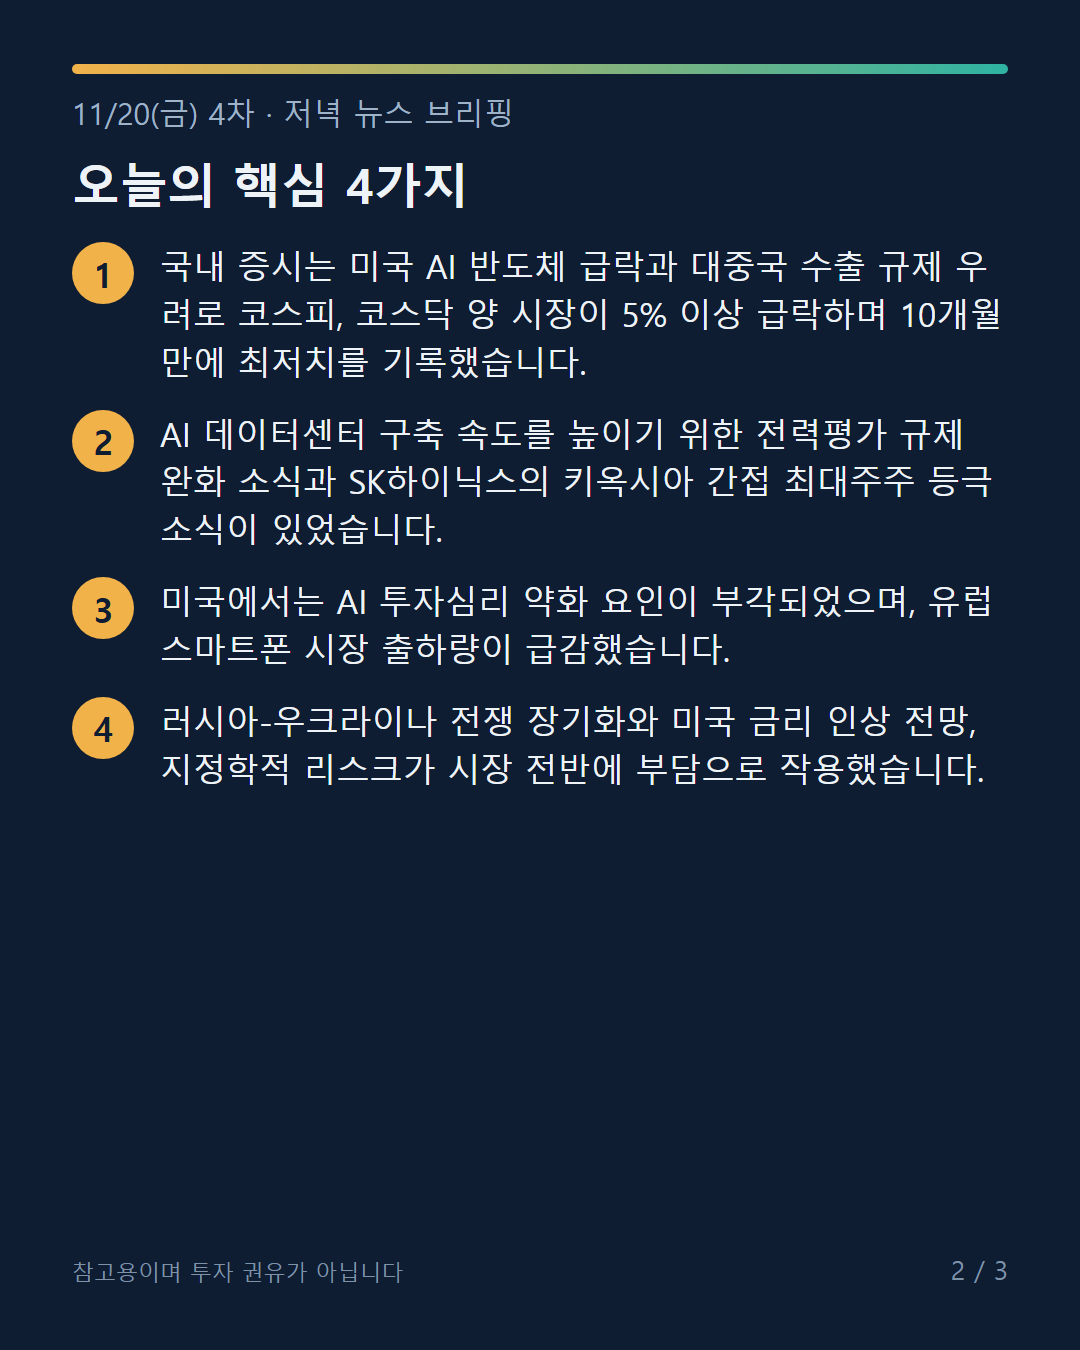 11/20(금) 4차 · 저녁 뉴스 브리핑
오늘의 핵심 4가지
1 국내 증시는 미국 AI 반도체 급락과 대중국 수출 규제 우
려로 코스피, 코스닥 양 시장이 5% 이상 급락하며 10개월
만에 최저치를 기록했습니다.
2 AI 데이터센터 구축 속도를 높이기 위한 전력평가 규제
완화 소식과 SK하이닉스의 키옥시아 간접 최대주주 등극
소식이 있었습니다.
3 미국에서는 AI 투자심리 약화 요인이 부각되었으며, 유럽
스마트폰 시장 출하량이 급감했습니다.
4 러시아-우크라이나 전쟁 장기화와 미국 금리 인상 전망,
지정학적 리스크가 시장 전반에 부담으로 작용했습니다.
참고용이며 투자 권유가 아닙니다
2 / 3